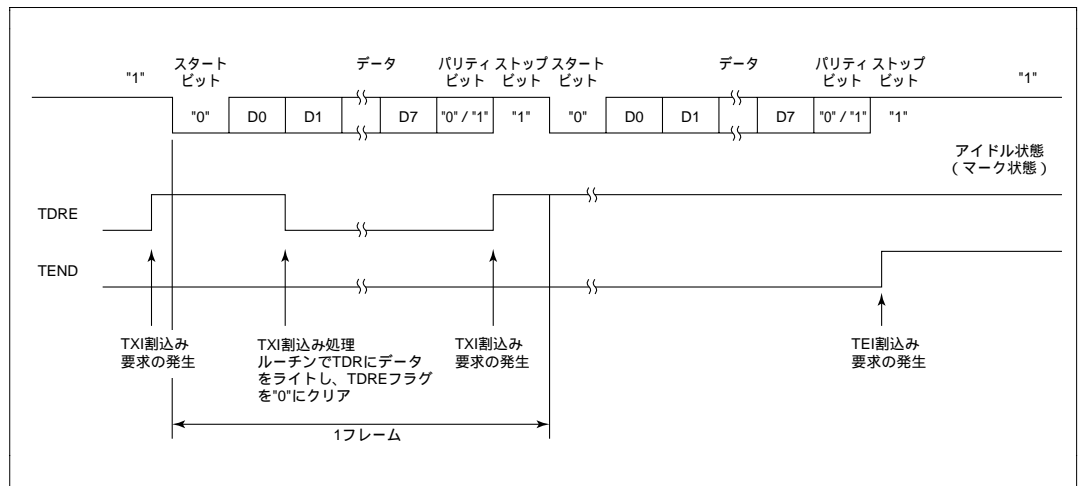 "1"
スタート
ビット
データ
パリティ
ビット
ストップ
ビット
スタート
ビット
データ
パリティ
ビット
ストップ
ビット
"1"
"0"
D0
D1
D7
"0" / "1"
"1"
"0"
D0
D1
D7
"0" / "1"
"1"
アイドル状態
(マーク状態)
TDRE
TEND
TXI割込み
要求の発生
TXI割込み処理
ルーチンでTDRにデータ
をライトし、TDREフラグ
を"0"にクリア
TXI割込み
要求の発生
TEI割込み
要求の発生
1フレーム